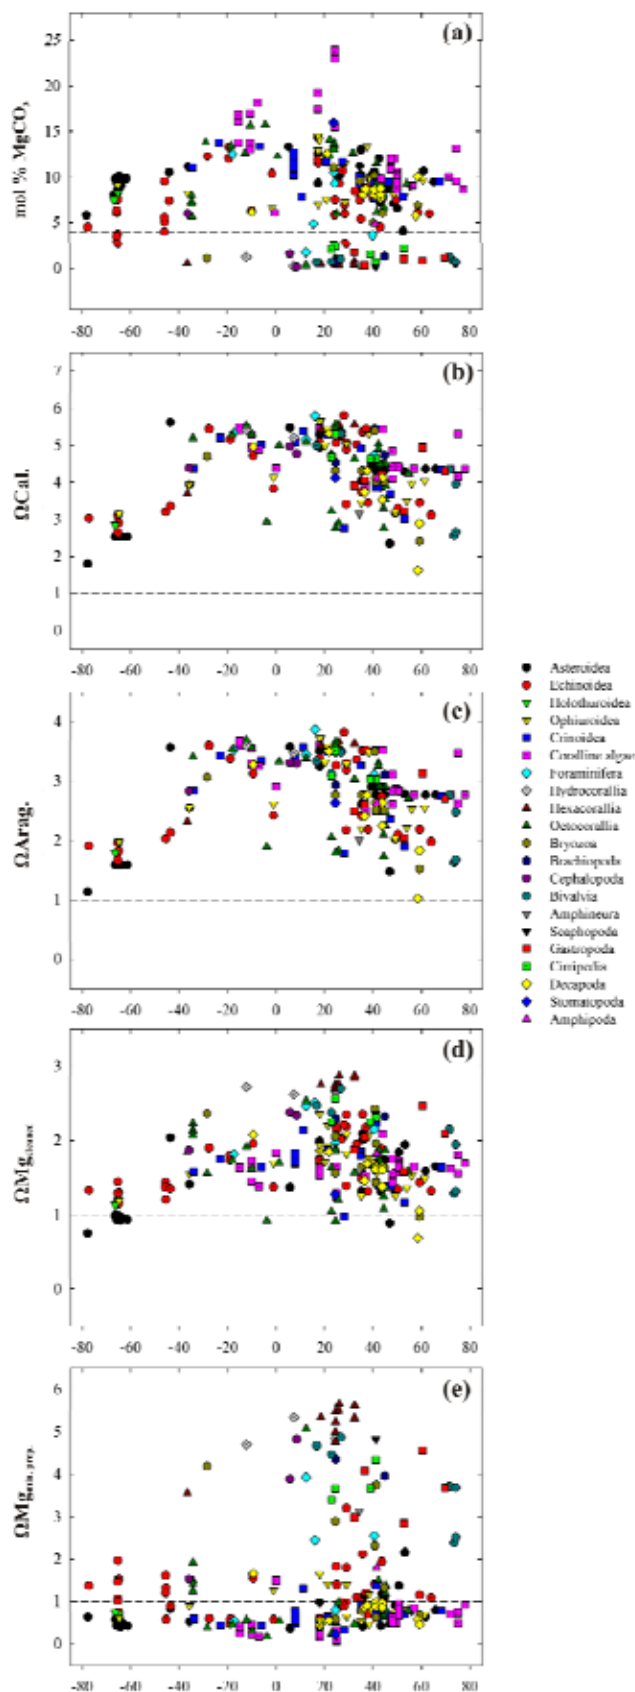 (a)
mol % MgCO₃
25
20
15
10
5
0
-80 -60 -40 -20 0 20 40 60 80
(b)
ΩCal.
7
6
5
4
3
2
1
0
-80 -60 -40 -20 0 20 40 60 80
(c)
ΩArag.
4
3
2
1
0
-80 -60 -40 -20 0 20 40 60 80
Asteroidea
Echinoidea
Holothuroidea
Ophiuroidea
Crinoidea
Coralline algae
Foraminifera
Hydrocorallia
Hexacorallia
Octocorallia
Bryozoa
Brachiopoda
Cephalopoda
Bivalvia
Amphineura
Scaphopoda
Gastropoda
Cirripedia
Decapoda
Stomatopoda
Amphipoda
(d)
ΩMg
3
2
1
0
-80 -60 -40 -20 0 20 40 60 80
(e)
ΩMg min. prep.
6
5
4
3
2
1
0
-80 -60 -40 -20 0 20 40 60 80